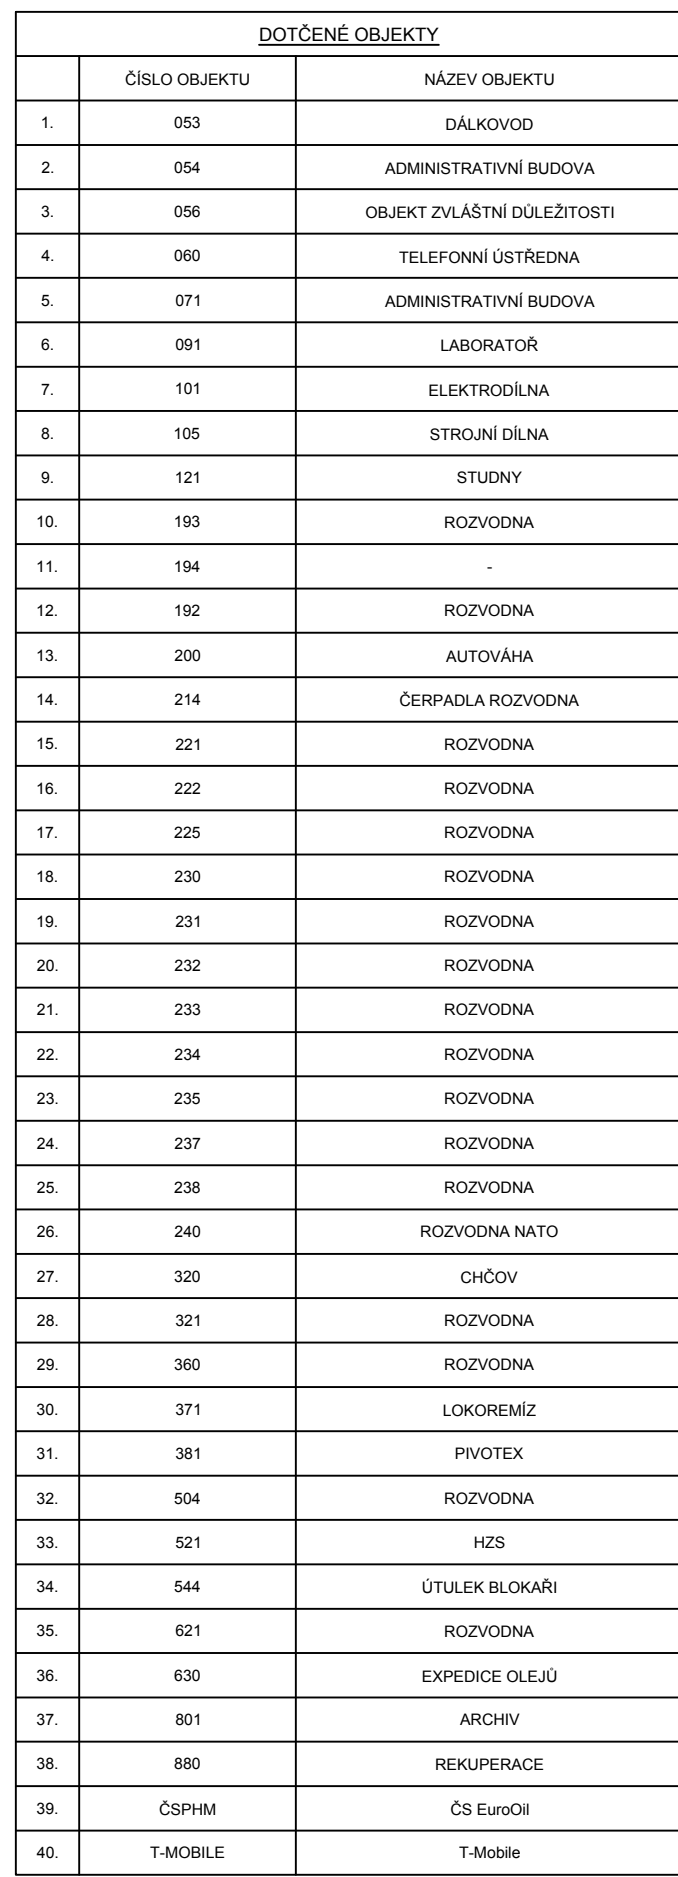 DOTČENÉ OBJEKTY
ČÍSLO OBJEKTU NÁZEV OBJEKTU
1. 053 DÁLKOVOD
2. 054 ADMINISTRATIVNÍ BUDOVA
3. 056 OBJEKT ZVLÁŠTNÍ DŮLEŽITOSTI
4. 060 TELEFONNÍ ÚSTŘEDNA
5. 071 ADMINISTRATIVNÍ BUDOVA
6. 091 LABORATOŘ
7. 101 ELEKTRODÍLNA
8. 105 STROJNÍ DÍLNA
9. 121 STUDNY
10. 193 ROZVODNA
11. 194 -
12. 192 ROZVODNA
13. 200 AUTOVÁHA
14. 214 ČERPADLA ROZVODNA
15. 221 ROZVODNA
16. 222 ROZVODNA
17. 225 ROZVODNA
18. 230 ROZVODNA
19. 231 ROZVODNA
20. 232 ROZVODNA
21. 233 ROZVODNA
22. 234 ROZVODNA
23. 235 ROZVODNA
24. 237 ROZVODNA
25. 238 ROZVODNA
26. 240 ROZVODNA NATO
27. 320 CHČOV
28. 321 ROZVODNA
29. 360 ROZVODNA
30. 371 LOKOREMÍZ
31. 381 PIVOTEX
32. 504 ROZVODNA
33. 521 HZS
34. 544 ÚTULEK BLOKAŘI
35. 621 ROZVODNA
36. 630 EXPEDICE OLEJŮ
37. 801 ARCHIV
38. 880 REKUPERACE
39. ČSPHM ČS EuroOil
40. T-MOBILE T-Mobile